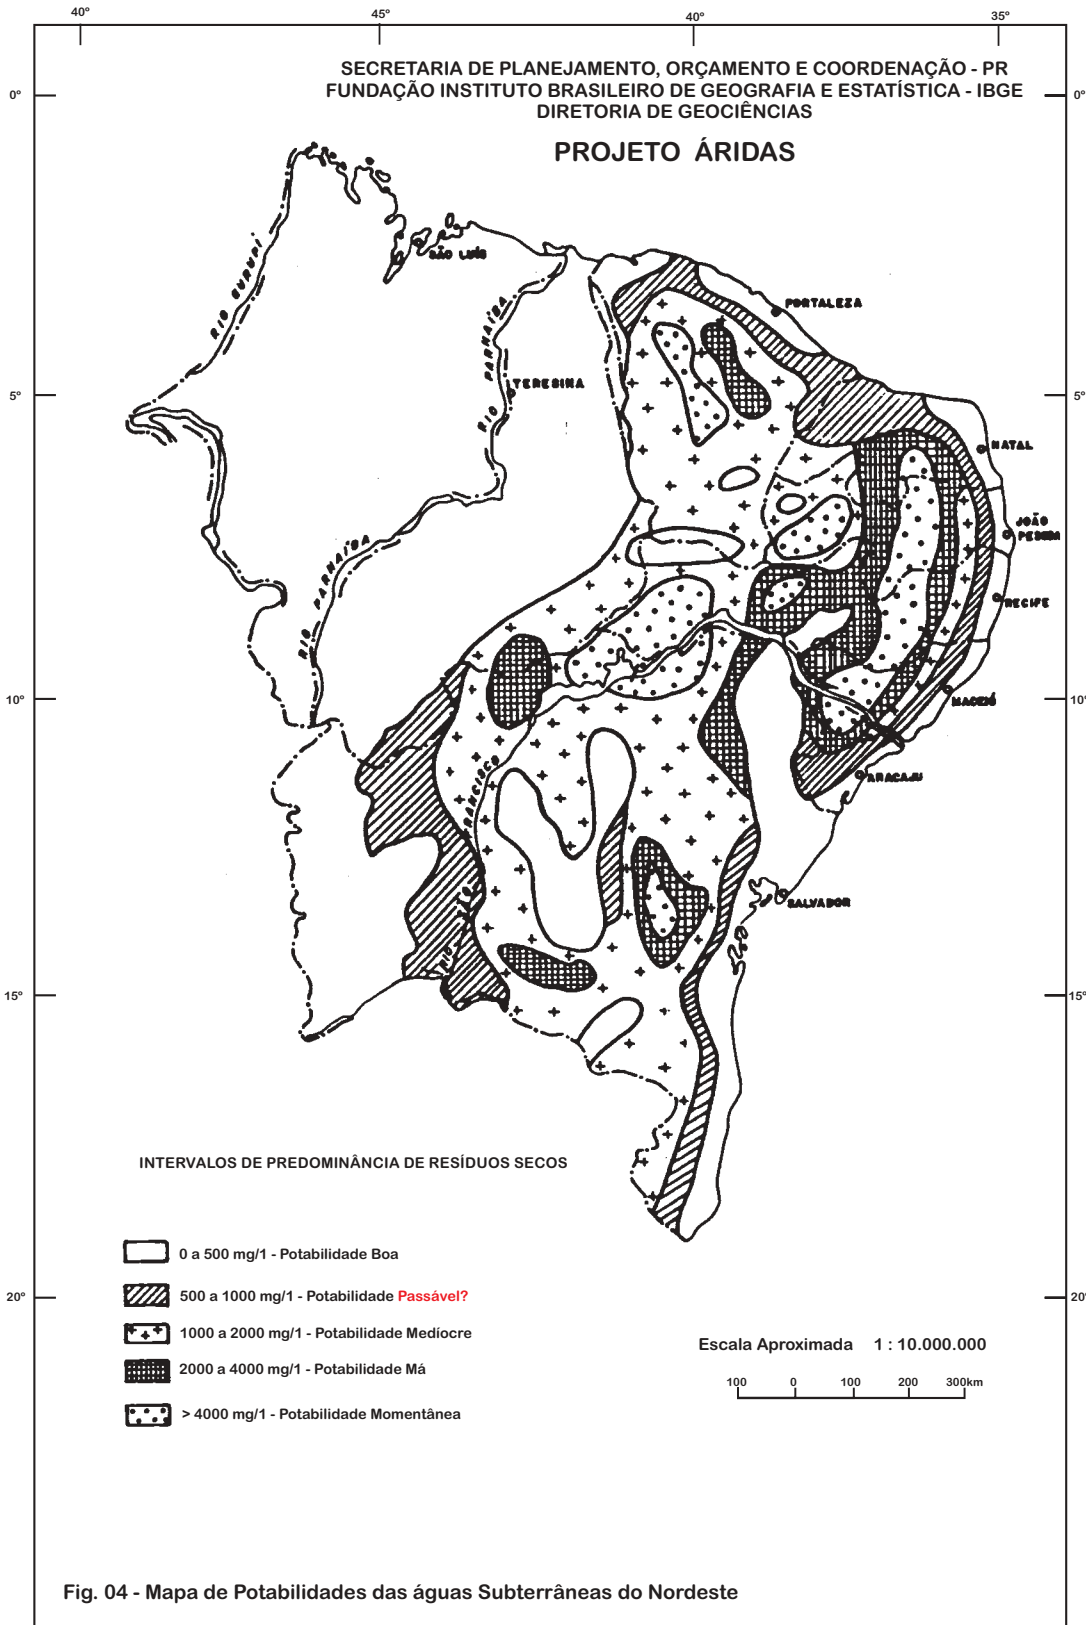 40º 45º 40º 35º
SECRETARIA DE PLANEJAMENTO, ORÇAMENTO E COORDENAÇÃO - PR
FUNDAÇÃO INSTITUTO BRASILEIRO DE GEOGRAFIA E ESTATÍSTICA - IBGE
DIRETORIA DE GEOCIÊNCIAS
PROJETO ÁRIDAS
0º 0º
RIO GURUPÍ
SÃO LUÍS
RIO PARNAÍBA
FORTALEZA
TERESINA
5º 5º
NATAL
JOÃO
PESSOA
RIO PARNAÍBA
RECIFE
10º 10º
MACEIÓ
ARACAJU
RIO SÃO FRANCISCO
SALVADOR
15º 15º
INTERVALOS DE PREDOMINÂNCIA DE RESÍDUOS SECOS
0 a 500 mg/1 - Potabilidade Boa
500 a 1000 mg/1 - Potabilidade Passável?
20º 20º
1000 a 2000 mg/1 - Potabilidade Medíocre
Escala Aproximada 1 : 10.000.000
2000 a 4000 mg/1 - Potabilidade Má
100 0 100 200 300km
> 4000 mg/1 - Potabilidade Momentânea
Fig. 04 - Mapa de Potabilidades das águas Subterrâneas do Nordeste